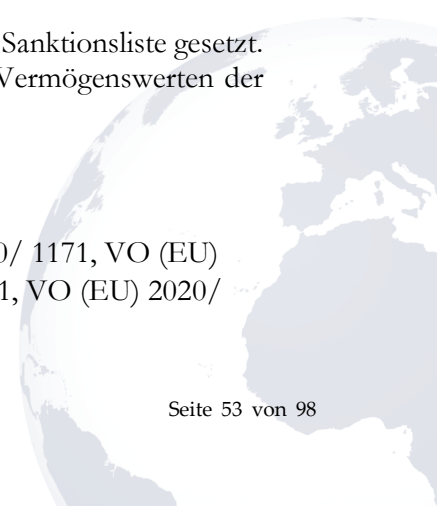 Sanktionsliste gesetzt.
Vermögenswerten der
0/ 1171, VO (EU)
1, VO (EU) 2020/
Seite 53 von 98